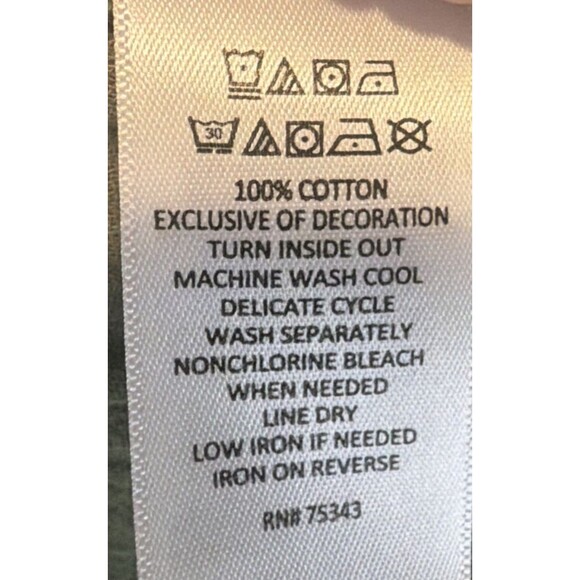 30
100% COTTON
EXCLUSIVE OF DECORATION
TURN INSIDE OUT
MACHINE WASH COOL
DELICATE CYCLE
WASH SEPARATELY
NONCHLORINE BLEACH
WHEN NEEDED
LINE DRY
LOW IRON IF NEEDED
IRON ON REVERSE
RN# 75343